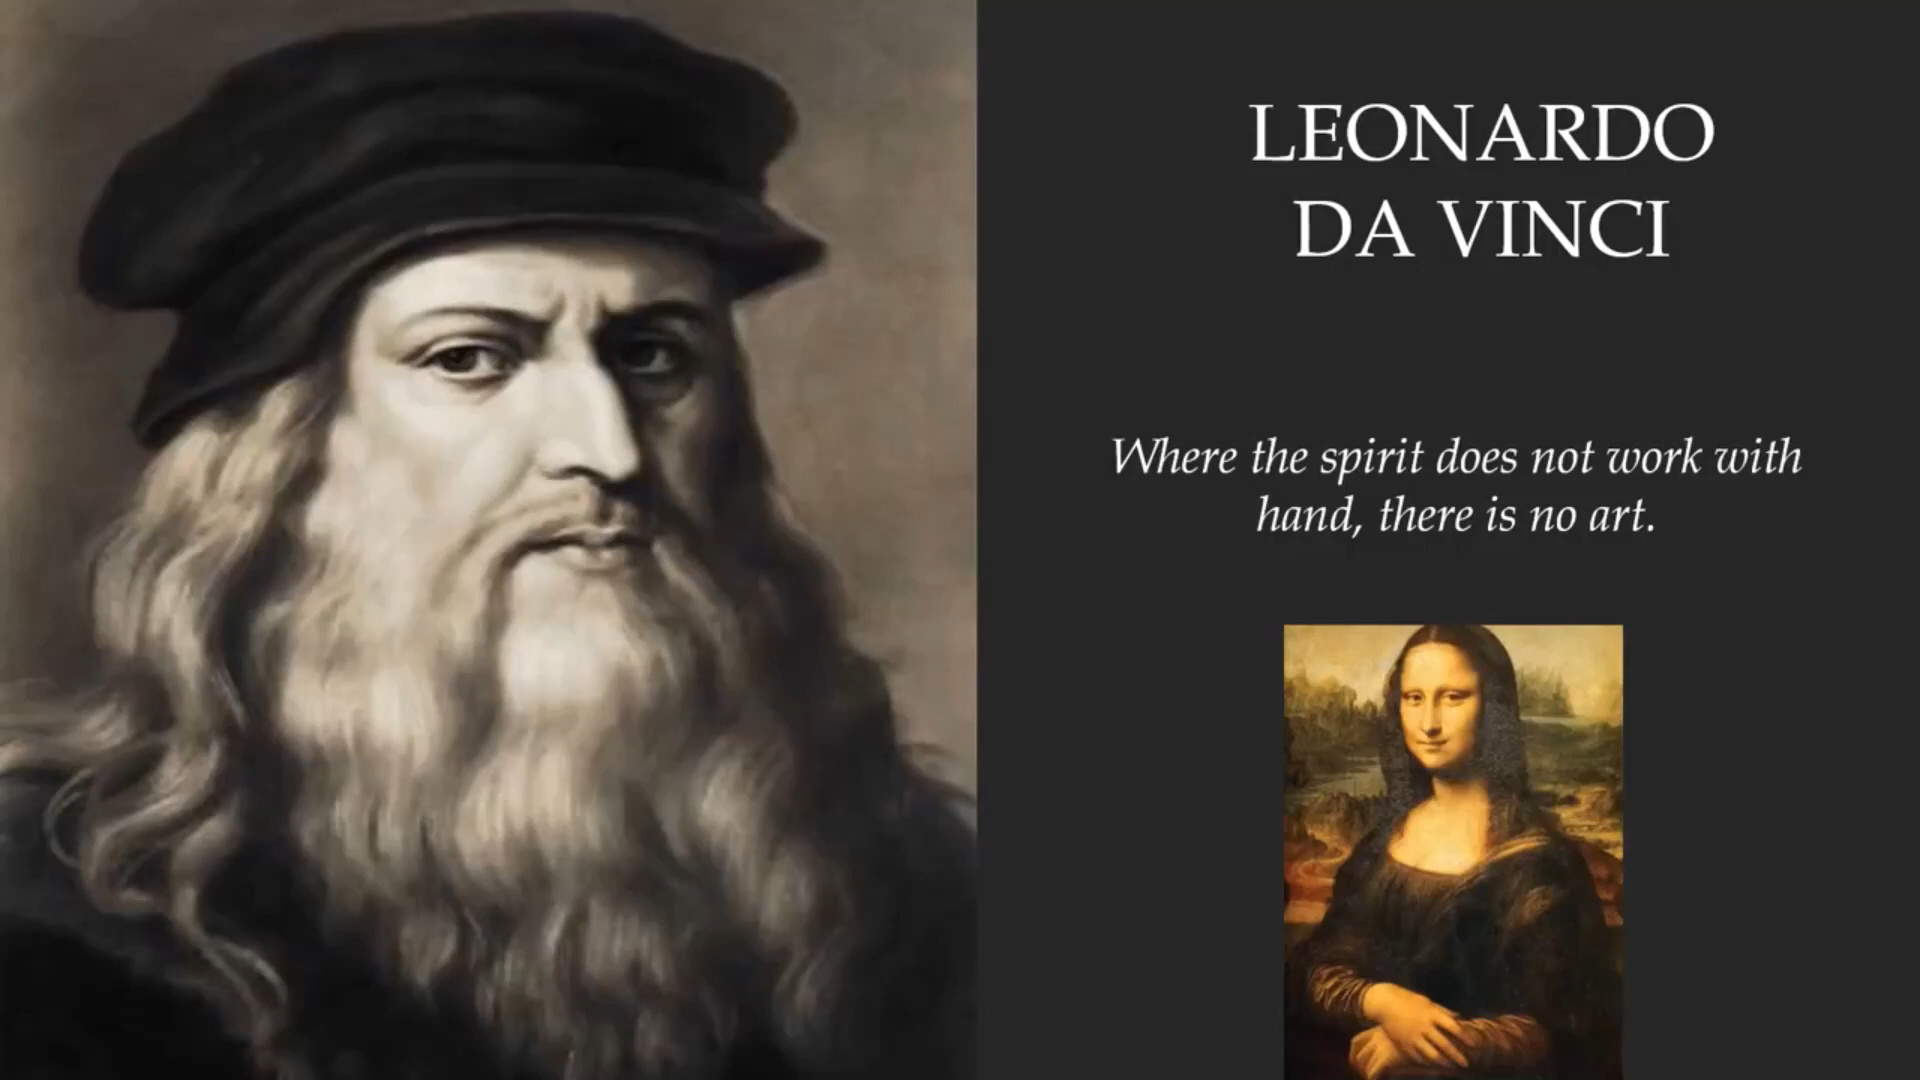 LEONARDO
DA VINCI
Where the spirit does not work with
hand, there is no art.